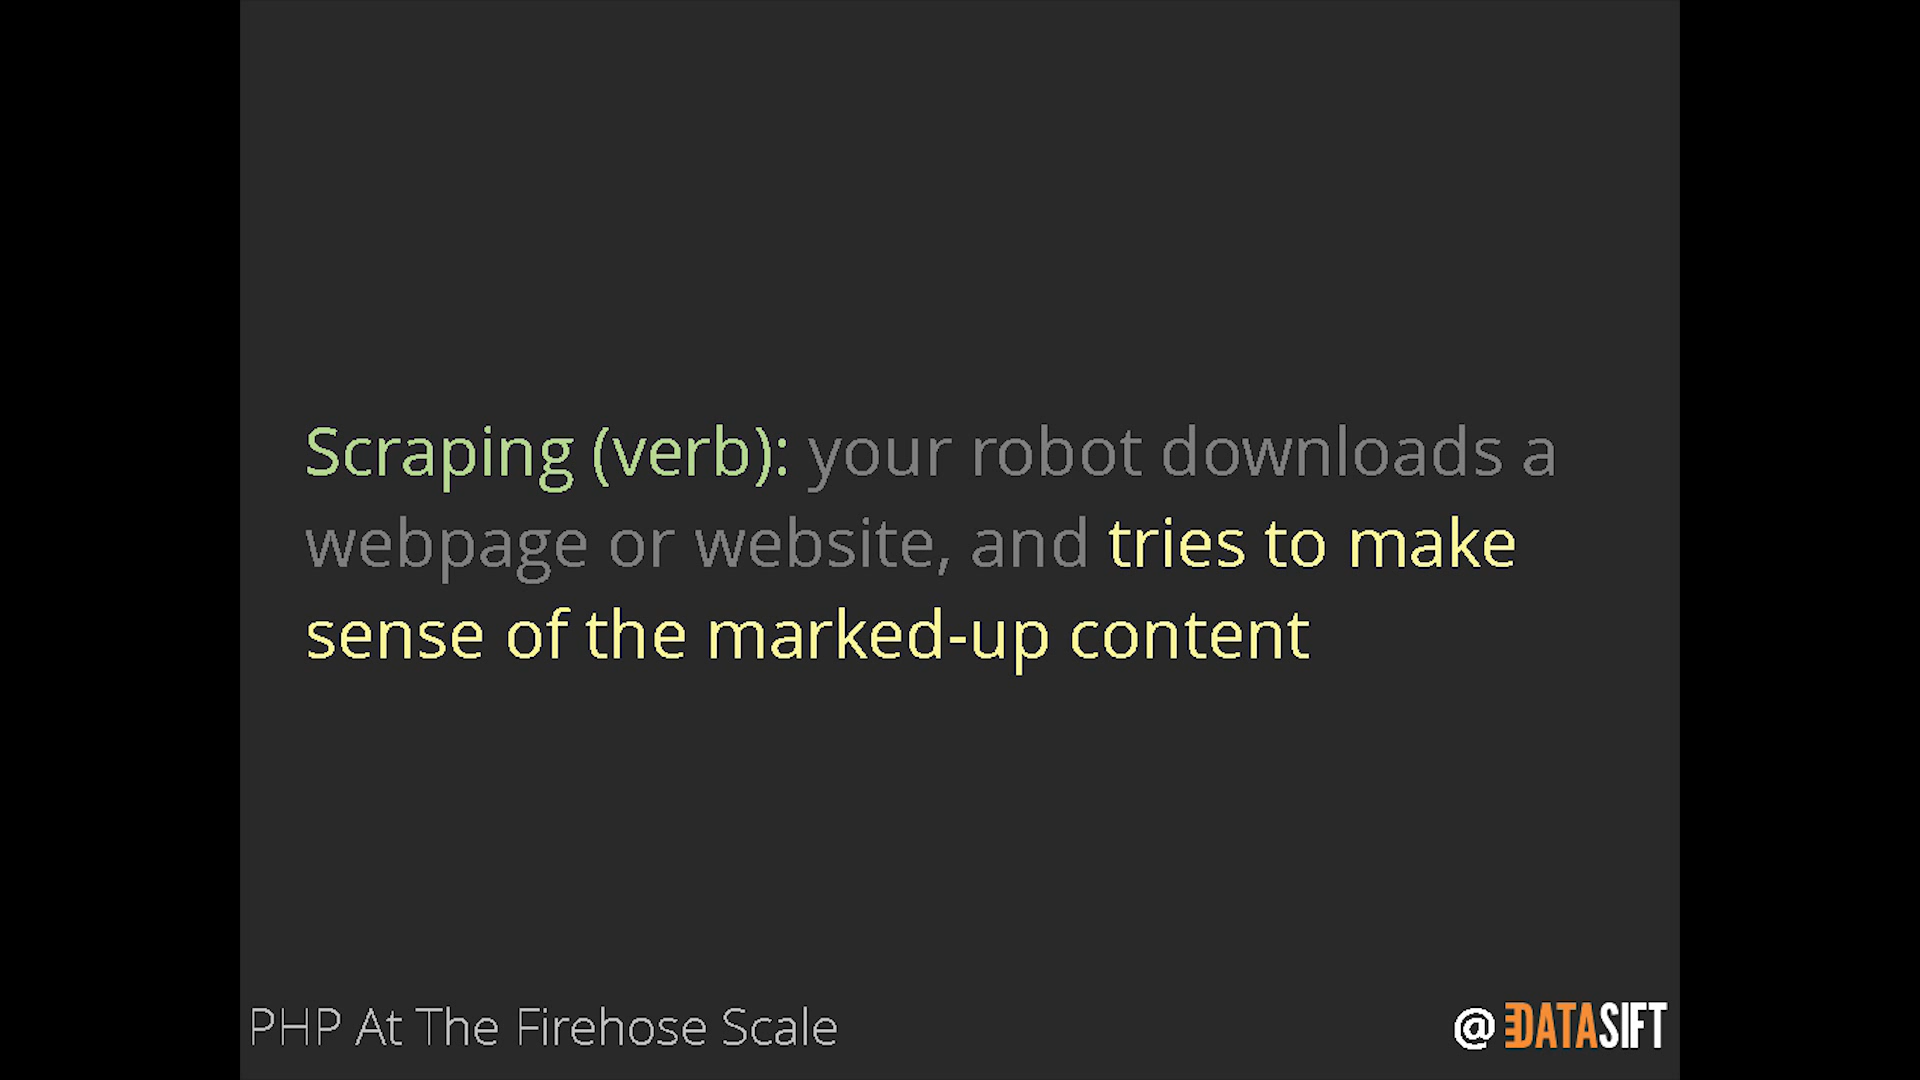 Scraping (verb): your robot downloads a
webpage or website, and tries to make
sense of the marked-up content
PHP At The Firehose Scale
@ DATASIFT